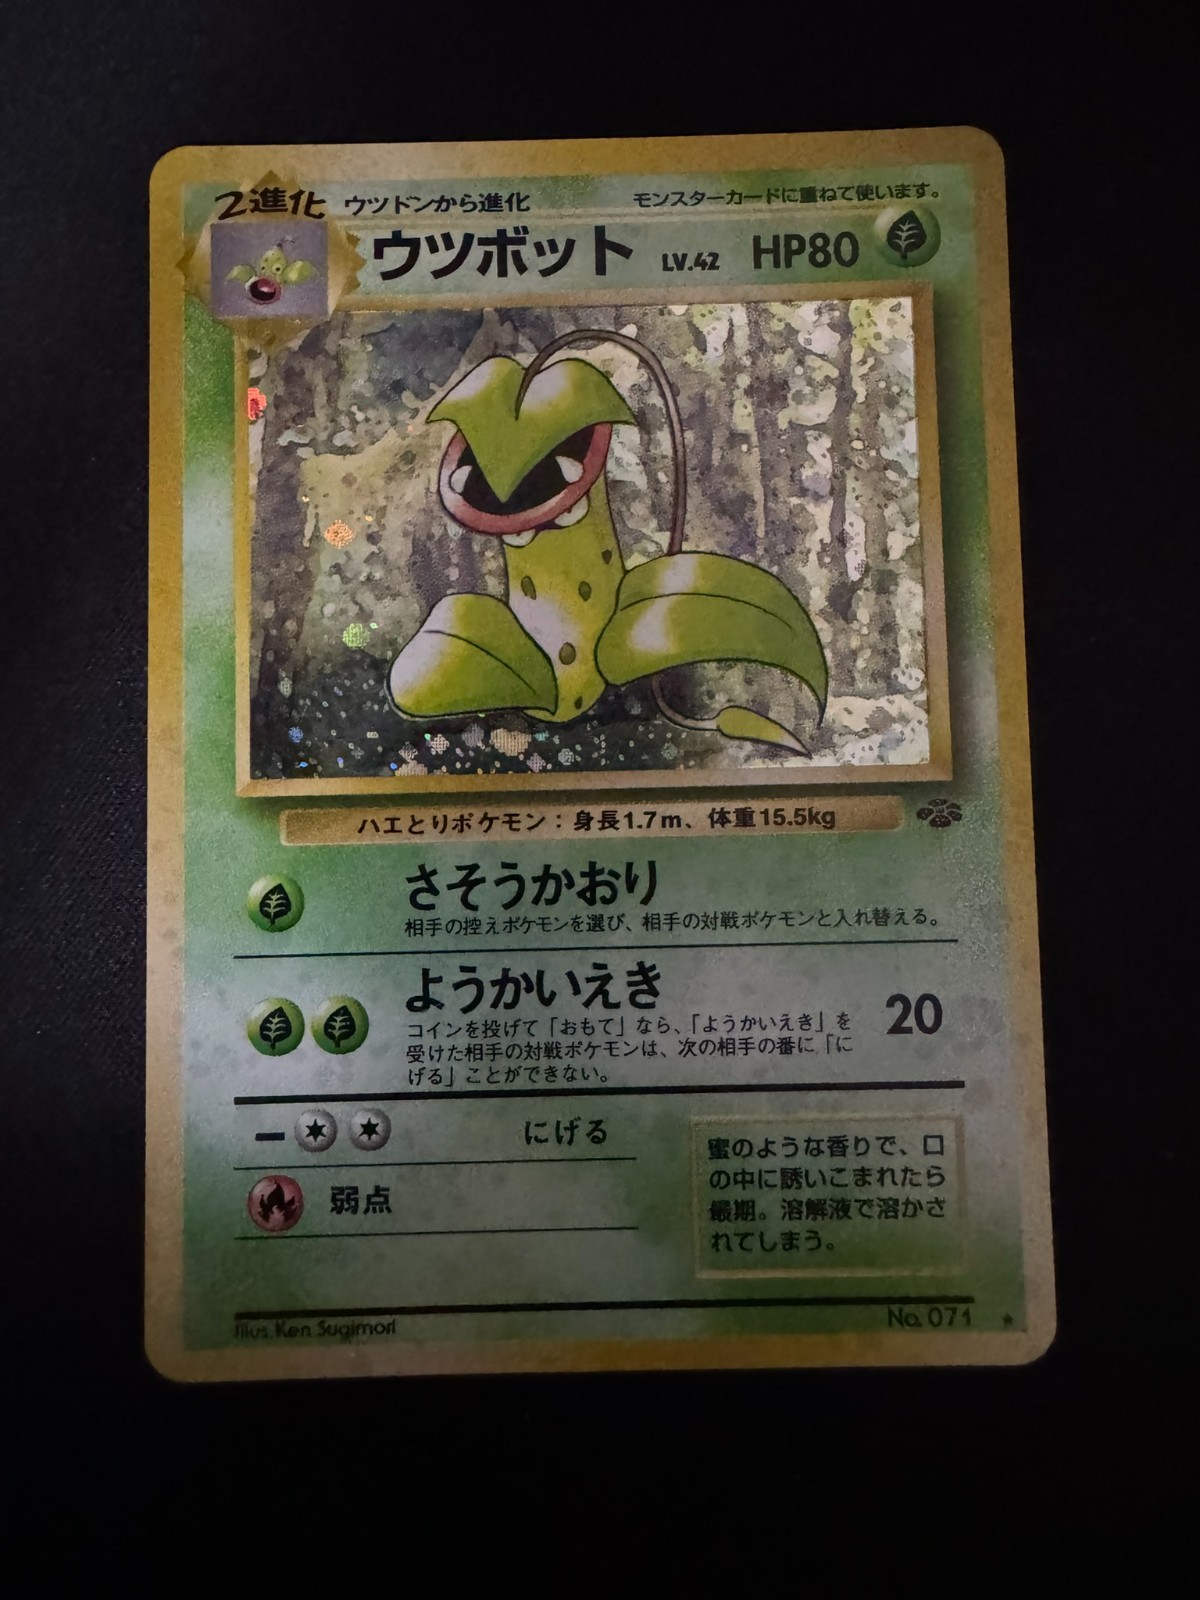 2進化 ウツドンから進化 モンスターカードに重ねて使います。
ウツボット LV.42 HP80
ハエとりポケモン：身長1.7m、体重15.5kg
さそうかおり
相手の控えポケモンを選び、相手の対戦ポケモンと入れ替える。
ようかいえき 20
コインを投げて「おもて」なら、「ようかいえき」を
受けた相手の対戦ポケモンは、次の相手の番に「に
げる」ことができない。
ー にげる
弱点
蜜のような香りで、口
の中に誘いこまれたら
最期。溶解液で溶かさ
れてしまう。
Illus. Ken Sugimori No. 071 ★